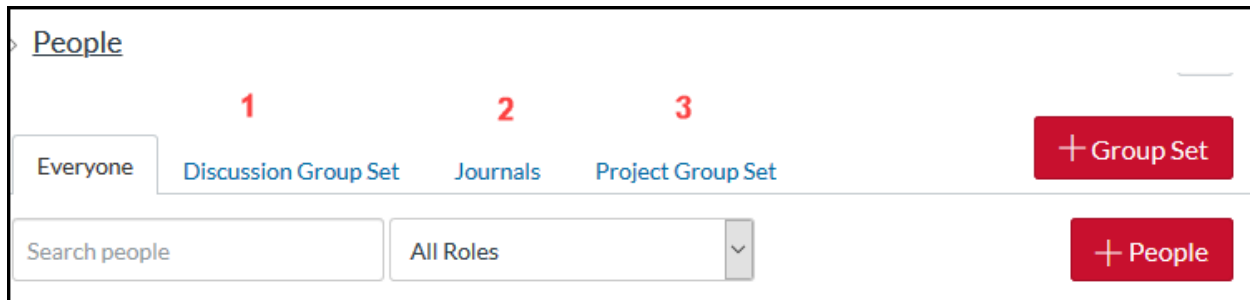 › People
1 2 3
+ Group Set
Everyone Discussion Group Set Journals Project Group Set
Search people All Roles + People